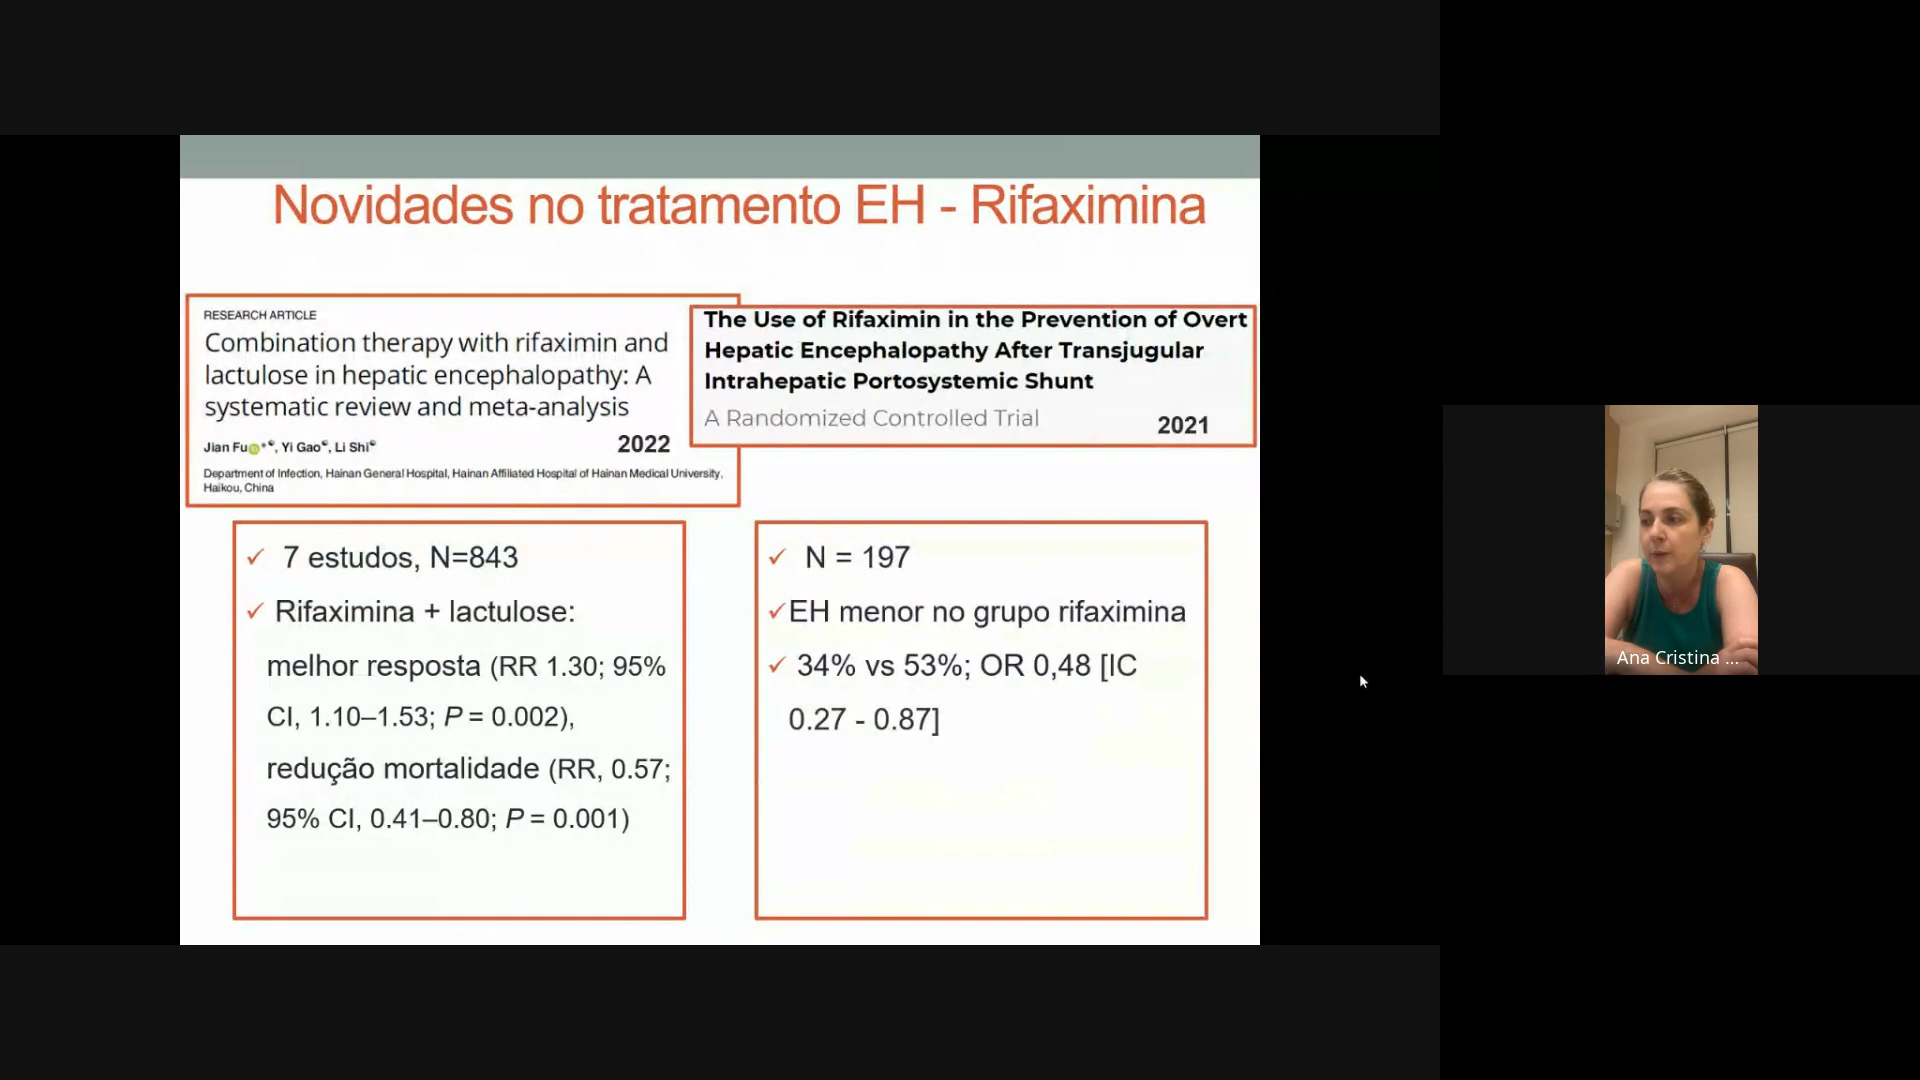 Novidades no tratamento EH - Rifaximina
RESEARCH ARTICLE
Combination therapy with rifaximin and
lactulose in hepatic encephalopathy: A
systematic review and meta-analysis
Jian Fu *, Yi Gao, Li Shi
2022
Department of Infection, Hainan General Hospital, Hainan Affiliated Hospital of Hainan Medical University,
Haikou, China
The Use of Rifaximin in the Prevention of Overt
Hepatic Encephalopathy After Transjugular
Intrahepatic Portosystemic Shunt
A Randomized Controlled Trial
2021
✓ 7 estudos, N=843
✓ Rifaximina + lactulose:
melhor resposta (RR 1.30; 95%
CI, 1.10–1.53; P = 0.002),
redução mortalidade (RR, 0.57;
95% CI, 0.41–0.80; P = 0.001)
✓ N = 197
✓EH menor no grupo rifaximina
✓ 34% vs 53%; OR 0,48 [IC
0.27 - 0.87]
Ana Cristina ...